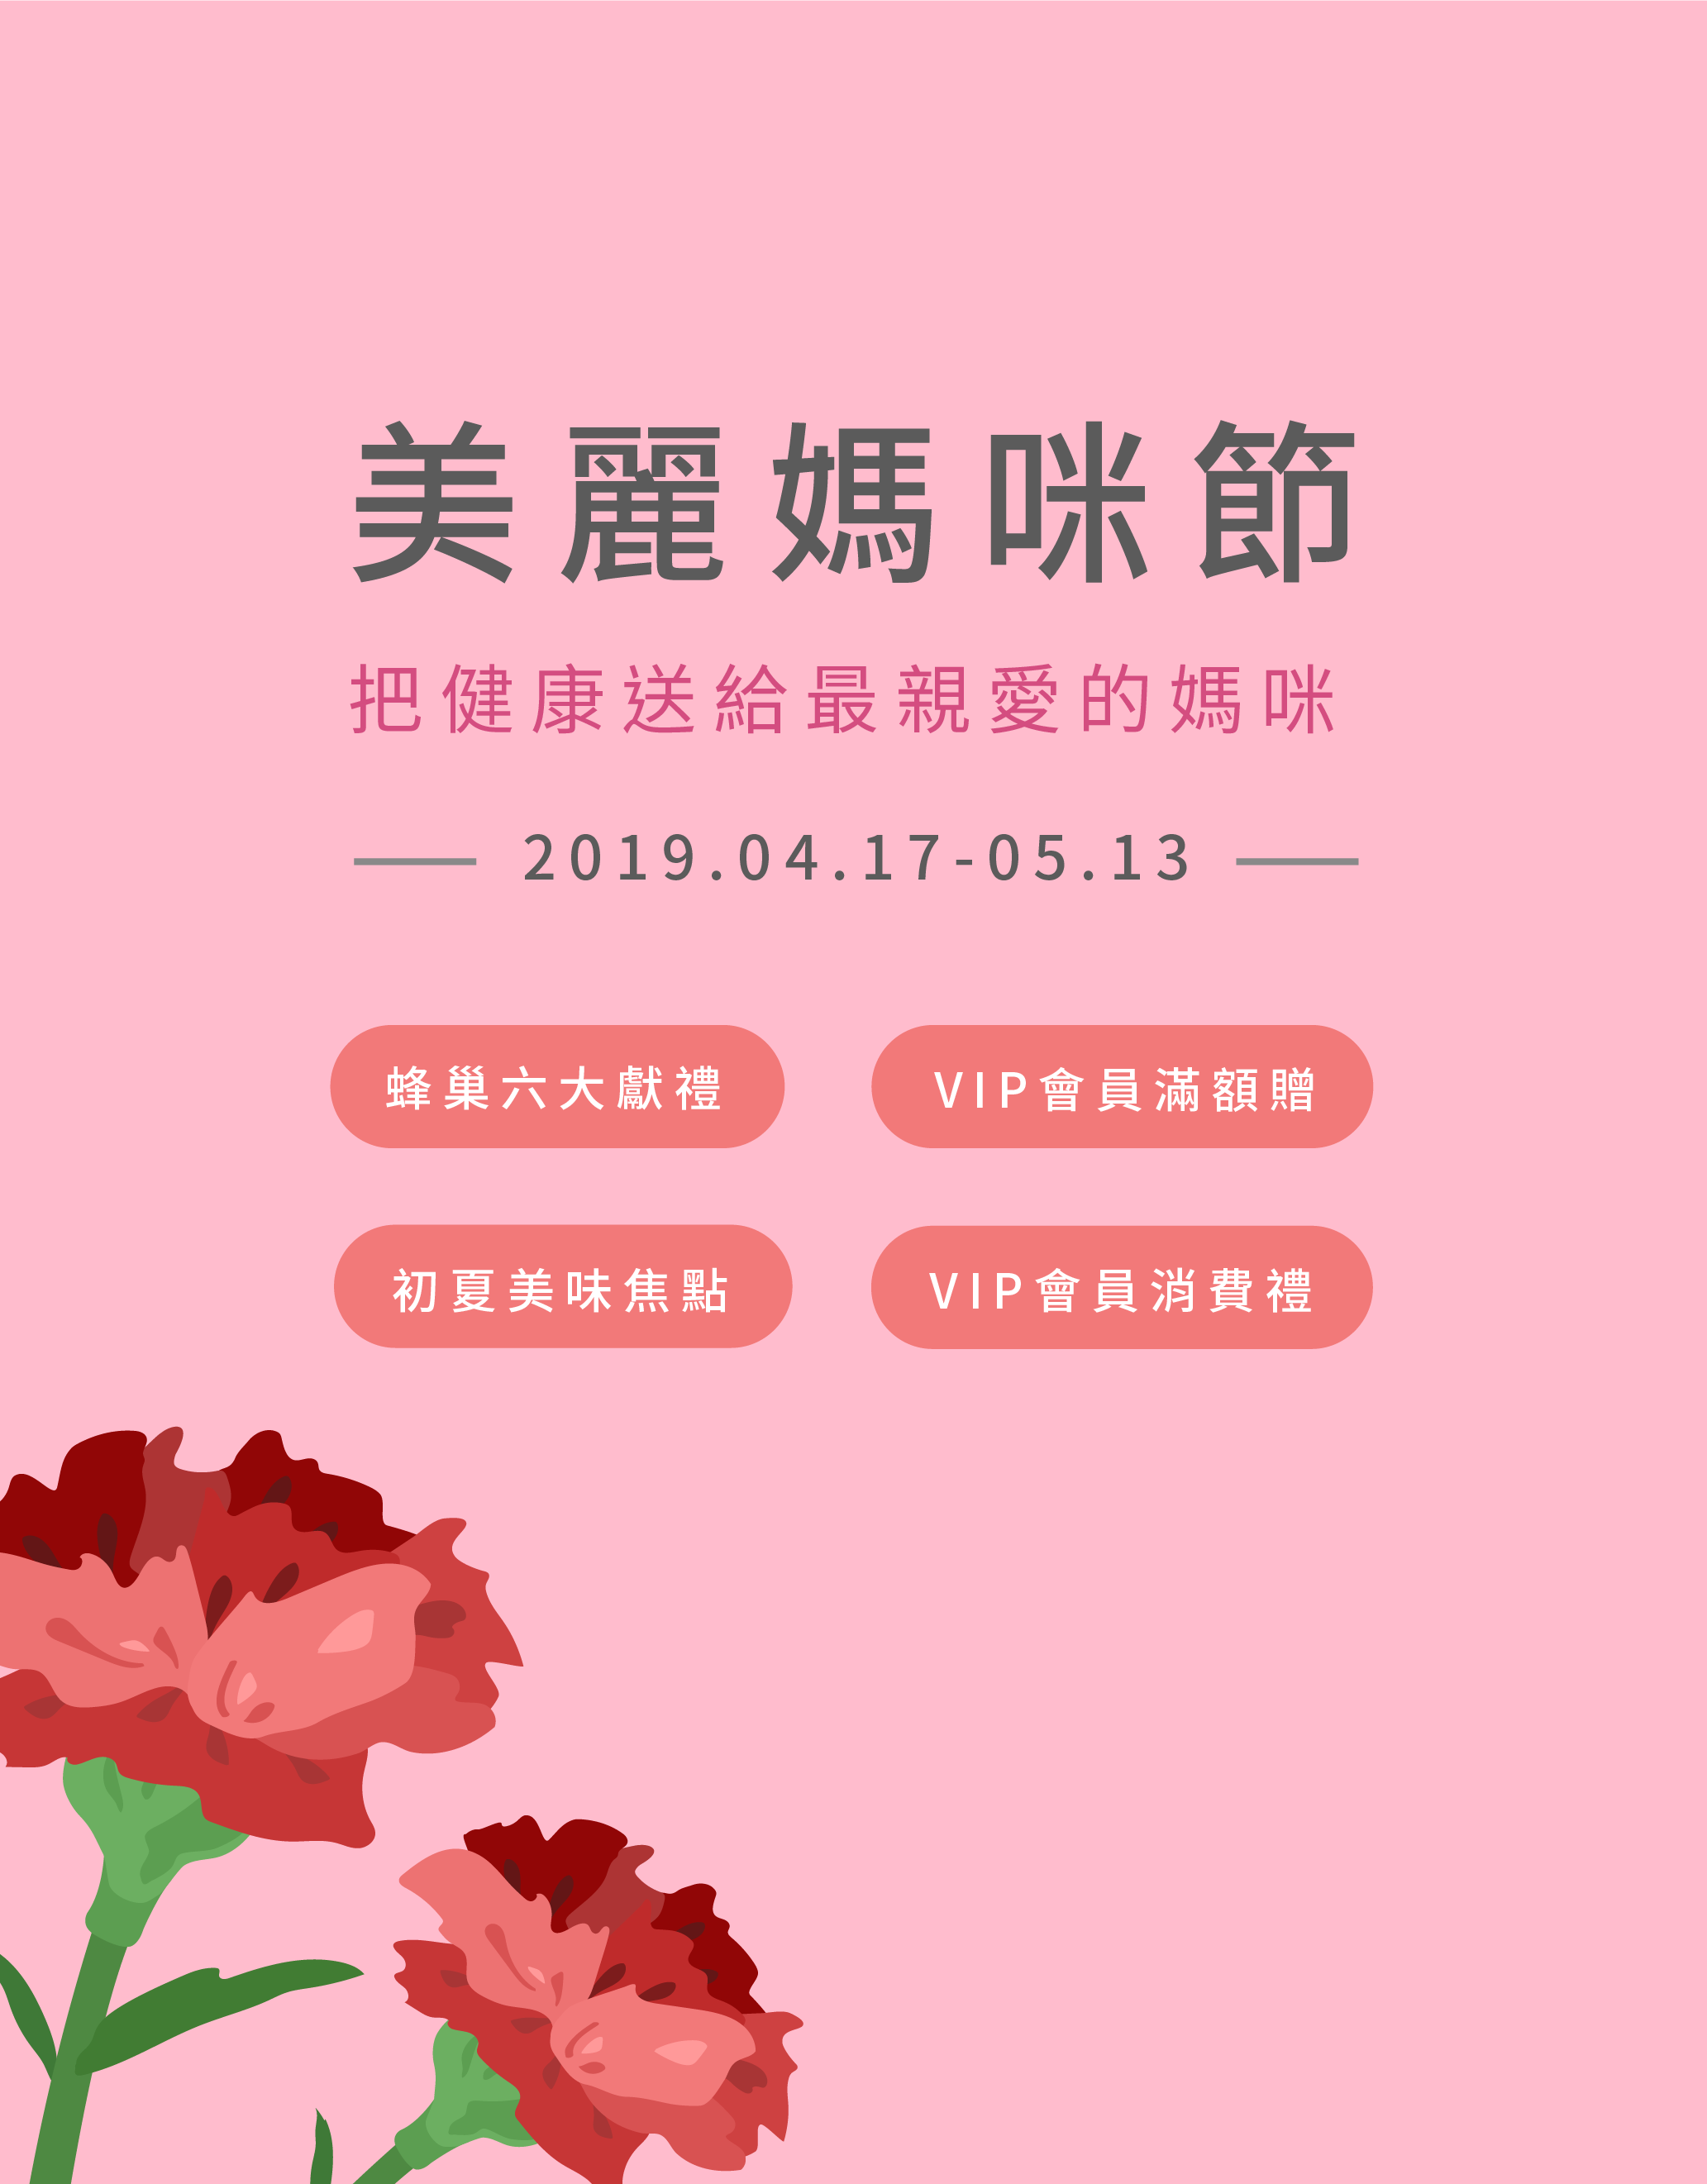 美麗媽咪節
把健康送給最親愛的媽咪
2019.04.17-05.13
蜂巢六大獻禮
VIP會員滿額贈
初夏美味焦點
VIP會員消費禮